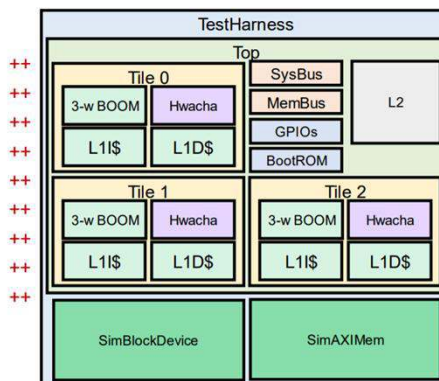 TestHarness
Top
Tile 0
3-w BOOM
Hwacha
L1I$
L1D$
SysBus
MemBus
GPIOs
BootROM
L2
Tile 1
3-w BOOM
Hwacha
L1I$
L1D$
Tile 2
3-w BOOM
Hwacha
L1I$
L1D$
SimBlockDevice
SimAXIMem
++
++
++
++
++
++
++
++
++